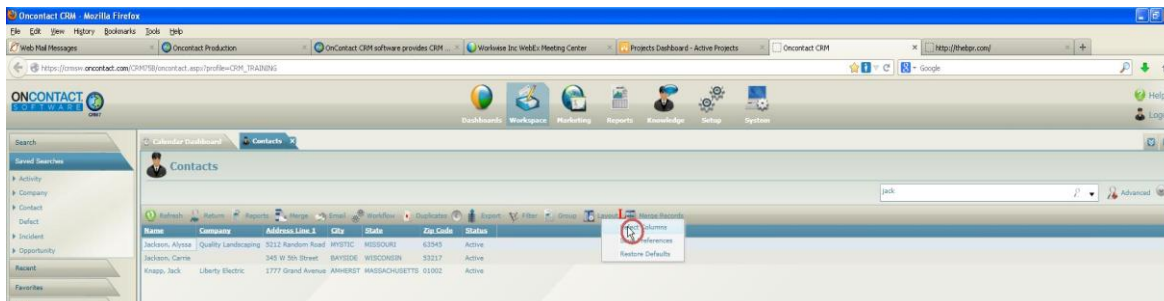 Oncontact CRM - Mozilla Firefox
File Edit View History Bookmarks Tools Help
Web Mail Messages Oncontact Production OnContact CRM software provides CRM ... Workwise Inc WebEx Meeting Center Projects Dashboard - Active Projects Oncontact CRM http://thebpr.com/
https://crmsw.oncontact.com/CRM75B/oncontact.aspx?profile=CRM_TRAINING Google
ONCONTACT
SOFTWARE
Help
Dashboards Workspace Marketing Reports Knowledge Setup System
Search Calendar Dashboard Contacts
Saved Searches
Contacts
Activity
Company
jack Advanced
Contact
Defect
Refresh Return Reports Merge Email Workflow Duplicates Export Filter Group Layout Merge Records
Incident
Name Company Address Line 1 City State Zip Code Status
Columns
Opportunity
Jackson, Alyssa Quality Landscaping 5212 Random Road MYSTIC MISSOURI 63545 Active
Preferences
Jackson, Carrie 345 W 5th Street BAYSIDE WISCONSIN 53217 Active
Restore Defaults
Recent
Knapp, Jack Liberty Electric 1777 Grand Avenue AMHERST MASSACHUSETTS 01002 Active
Favorites